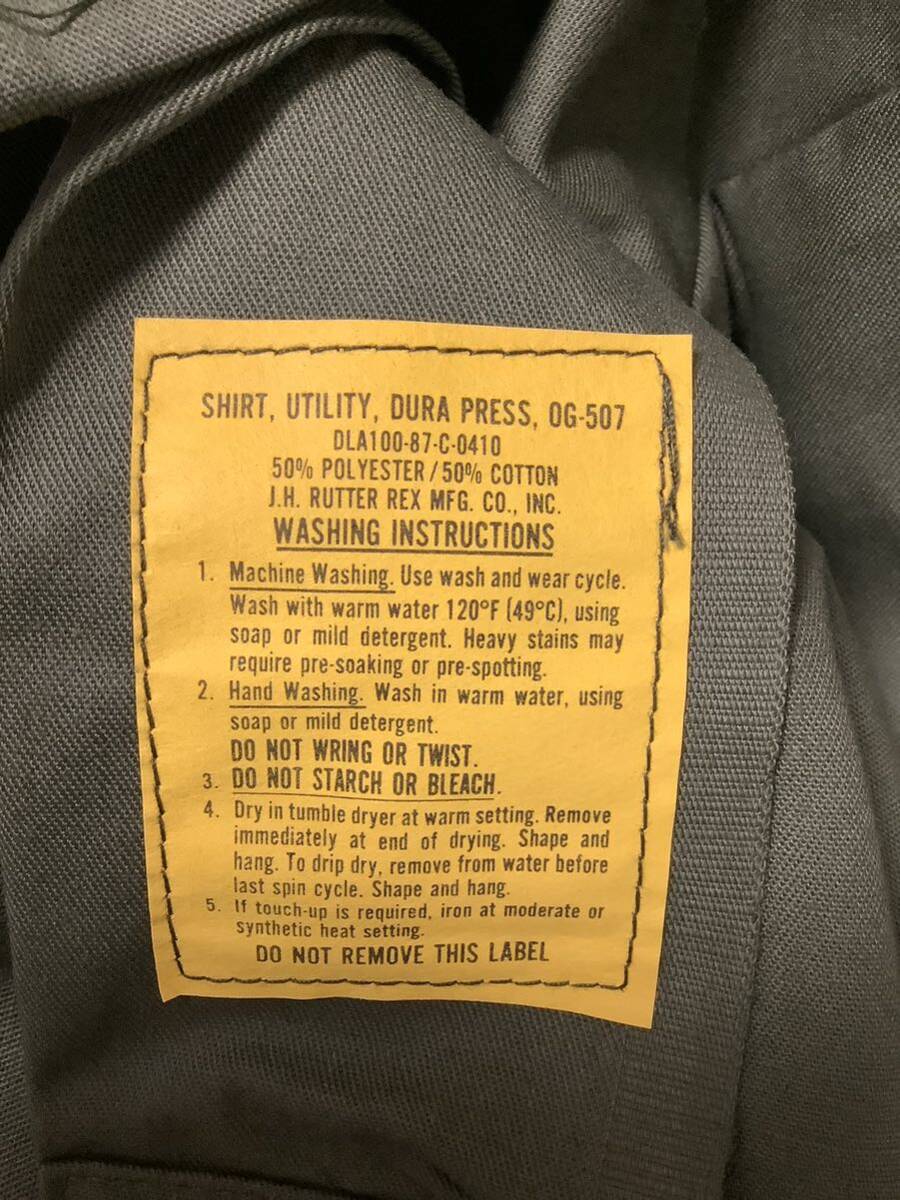 SHIRT, UTILITY, DURA PRESS, OG-507
DLA100-87-C-0410
50% POLYESTER/50% COTTON
J.H. RUTTER REX MFG. CO., INC.
WASHING INSTRUCTIONS
1. Machine Washing. Use wash and wear cycle.
Wash with warm water 120°F (49°C), using
soap or mild detergent. Heavy stains may
require pre-soaking or pre-spotting.
2. Hand Washing. Wash in warm water, using
soap or mild detergent.
DO NOT WRING OR TWIST.
3. DO NOT STARCH OR BLEACH.
4. Dry in tumble dryer at warm setting. Remove
immediately at end of drying. Shape and
hang. To drip dry, remove from water before
last spin cycle. Shape and hang.
5. If touch-up is required, iron at moderate or
synthetic heat setting.
DO NOT REMOVE THIS LABEL